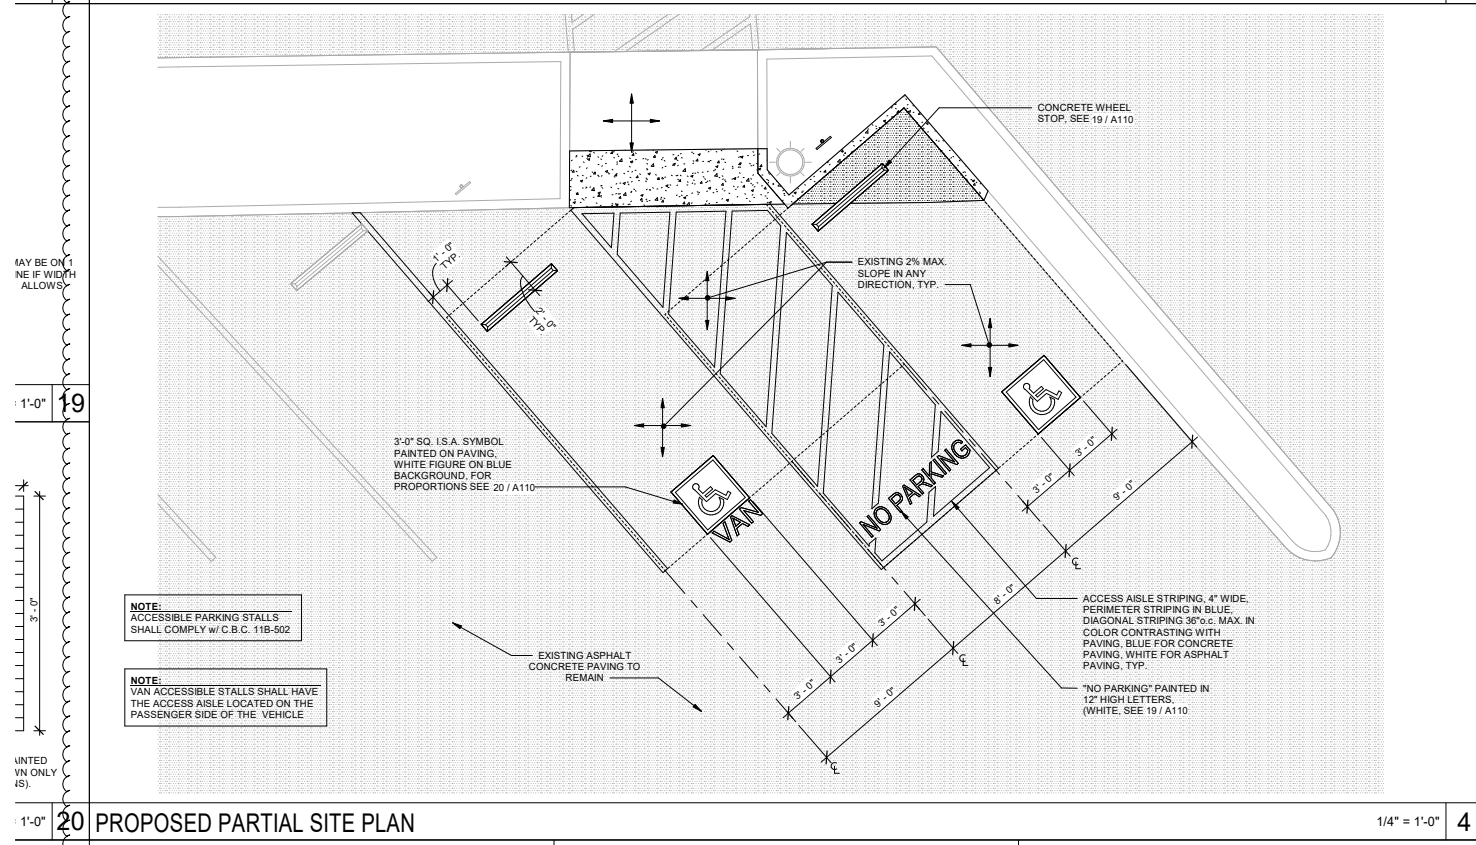 CONCRETE WHEEL
STOP, SEE 19 / A110
MAY BE ON 1
INE IF WIDTH
ALLOWS
1' - 0"
TYP.
EXISTING 2% MAX.
SLOPE IN ANY
DIRECTION, TYP.
2' - 0"
TYP.
1'-0"
19
3'-0" SQ. I.S.A. SYMBOL
PAINTED ON PAVING,
WHITE FIGURE ON BLUE
BACKGROUND, FOR
PROPORTIONS SEE 20 / A110
VAN
NO PARKING
3' - 0"
3' - 0"
9' - 0"
℄
8' - 0"
3' - 0"
3' - 0"
3' - 0"
9' - 0"
℄
℄
3' - 0"
NOTE:
ACCESSIBLE PARKING STALLS
SHALL COMPLY w/ C.B.C. 11B-502
NOTE:
VAN ACCESSIBLE STALLS SHALL HAVE
THE ACCESS AISLE LOCATED ON THE
PASSENGER SIDE OF THE VEHICLE
EXISTING ASPHALT
CONCRETE PAVING TO
REMAIN
ACCESS AISLE STRIPING, 4" WIDE,
PERIMETER STRIPING IN BLUE,
DIAGONAL STRIPING 36"o.c. MAX. IN
COLOR CONTRASTING WITH
PAVING, BLUE FOR CONCRETE
PAVING, WHITE FOR ASPHALT
PAVING, TYP.
"NO PARKING" PAINTED IN
12" HIGH LETTERS,
(WHITE, SEE 19 / A110
AINTED
WN ONLY
NS).
1'-0"
20 PROPOSED PARTIAL SITE PLAN
1/4" = 1'-0"
4